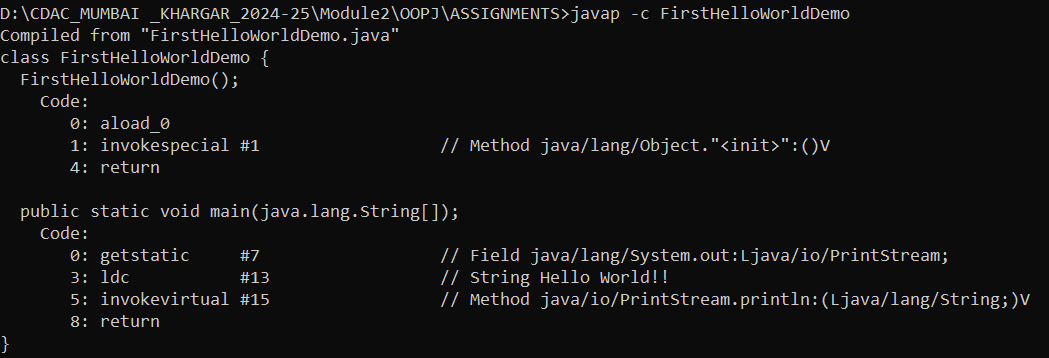 D:\CDAC_MUMBAI _KHARGAR_2024-25\Module2\OOPJ\ASSIGNMENTS>javap -c FirstHelloWorldDemo
Compiled from "FirstHelloWorldDemo.java"
class FirstHelloWorldDemo {
  FirstHelloWorldDemo();
    Code:
       0: aload_0
       1: invokespecial #1                  // Method java/lang/Object."<init>":()V
       4: return

  public static void main(java.lang.String[]);
    Code:
       0: getstatic     #7                  // Field java/lang/System.out:Ljava/io/PrintStream;
       3: ldc           #13                 // String Hello World!!
       5: invokevirtual #15                 // Method java/io/PrintStream.println:(Ljava/lang/String;)V
       8: return
}